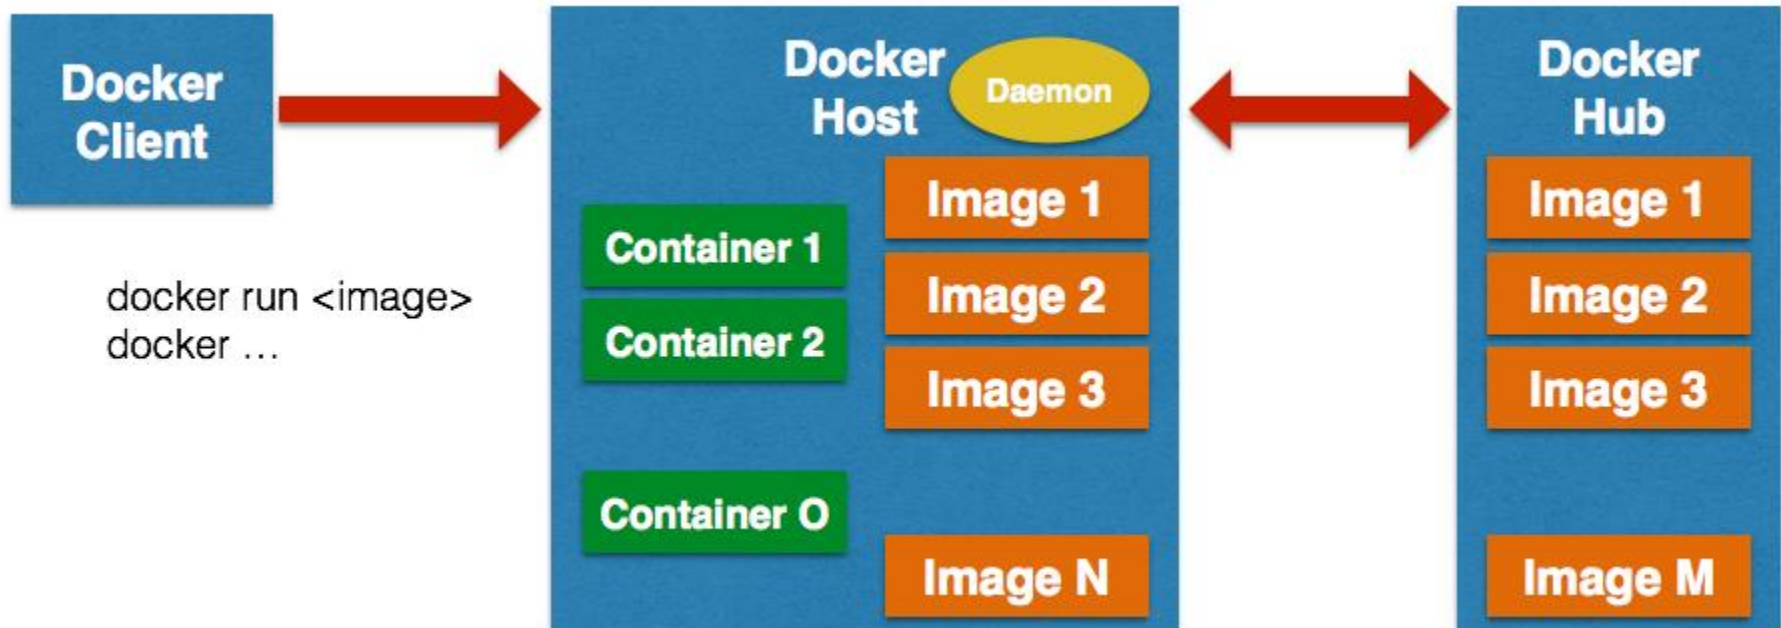 Docker
Client
docker run <image>
docker …
Docker
Host
Daemon
Container 1
Container 2
Container O
Image 1
Image 2
Image 3
Image N
Docker
Hub
Image 1
Image 2
Image 3
Image M